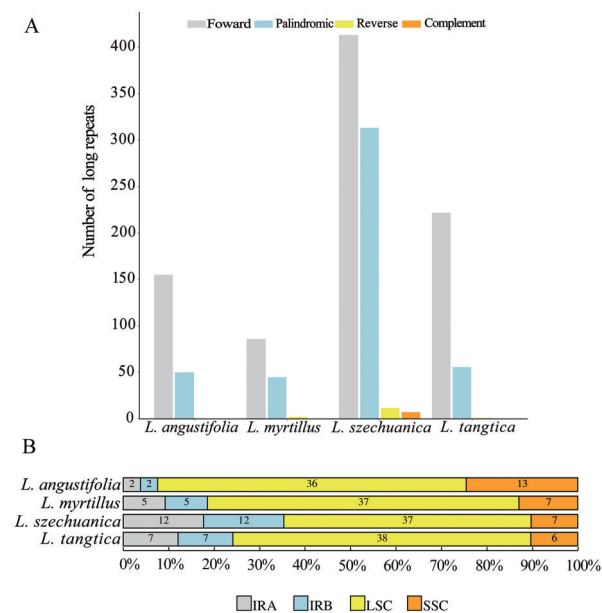 A
Foward Palindromic Reverse Complement
Number of long repeats
400
350
300
250
200
150
100
50
0
L. angustifolia L. myrtillus L. szechuanica L. tangtica
B
L. angustifolia 2 2 36 13
L. myrtillus 5 5 37 7
L. szechuanica 12 12 37 7
L. tangtica 7 7 38 6
0% 10% 20% 30% 40% 50% 60% 70% 80% 90% 100%
IRA IRB LSC SSC